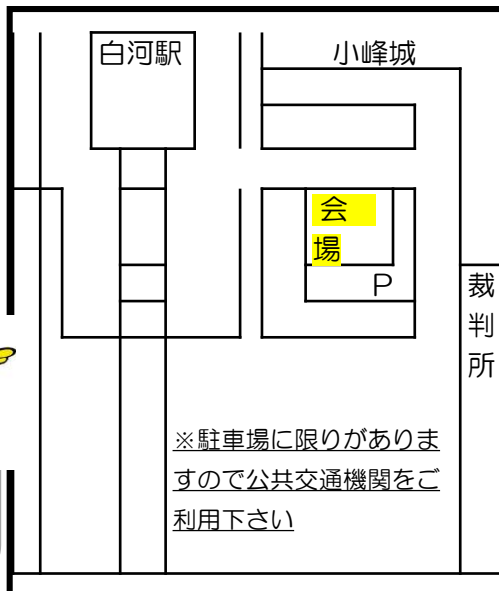 白河駅
小峰城
会
場
P
裁
判
所
※駐車場に限りがありま
すので公共交通機関をご
利用下さい